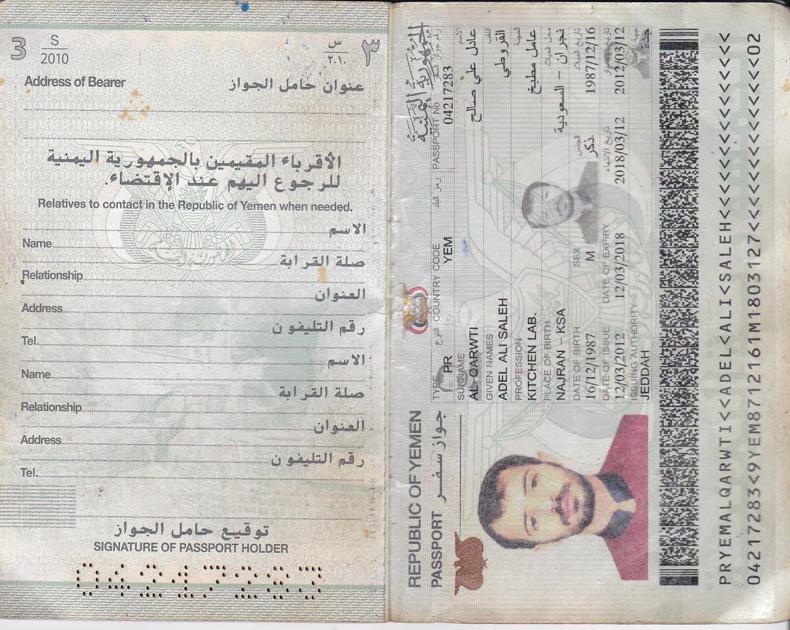 3
S
2010
س
٢٠١٠
٣
Address of Bearer
عنوان حامل الجواز
الأقرباء المقيمين بالجمهورية اليمنية
للرجوع اليهم عند الإقتضاء.
Relatives to contact in the Republic of Yemen when needed.
Name الاسم
Relationship صلة القرابة
Address العنوان
Tel. رقم التليفون
Name الاسم
Relationship صلة القرابة
Address العنوان
Tel. رقم التليفون
توقيع حامل الجواز
SIGNATURE OF PASSPORT HOLDER
REPUBLIC OF YEMEN الجمهورية اليمنية
PASSPORT جواز سفر
TYPE النوع COUNTRY CODE رمز البلد PASSPORT No رقم جواز السفر
PR YEM 04217283
SURNAME الاسم
AL-QARWTI عادل علي صالح
GIVEN NAMES اللقب
ADEL ALI SALEH القروطي
PROFESSION المهنة
KITCHEN LAB. عامل مطبخ
PLACE OF BIRTH محل الميلاد
NAJRAN – KSA نجران – السعودية
DATE OF BIRTH SEX الجنس تاريخ الميلاد
16/12/1987 M ذكر 1987/12/16
DATE OF ISSUE DATE OF EXPIRY تاريخ الإنتهاء
12/03/2012 12/03/2018 2018/03/12 2012/03/12
ISSUING AUTHORITY
JEDDAH جدة
PRYEMALQARWTI<<ADEL<ALI<SALEH<<<<<<<<<<<<<<<
04217283<9YEM8712161M1803127<<<<<<<<<<<<<<02